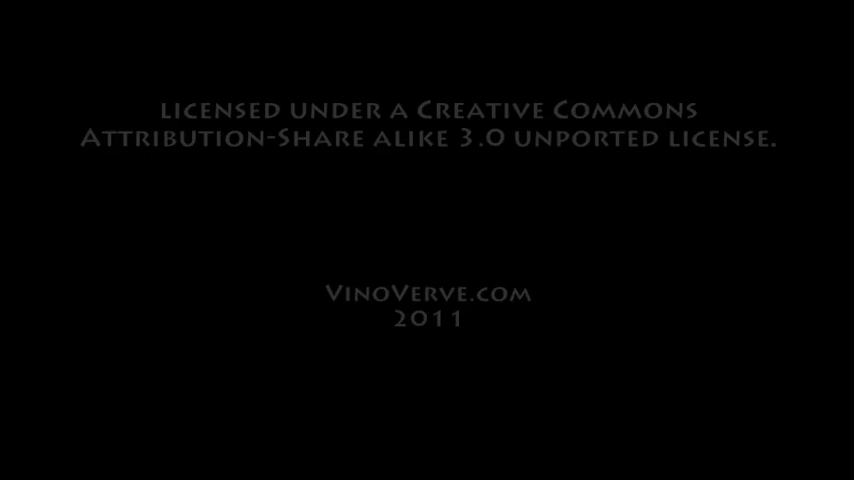 licensed under a Creative Commons
Attribution-Share alike 3.0 unported license.
VinoVerve.com
2011